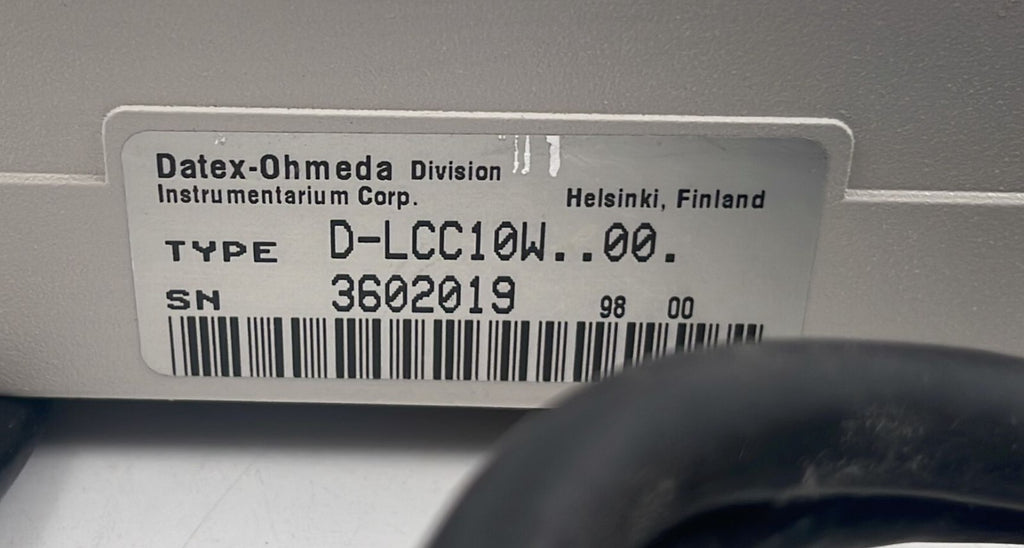 Datex-Ohmeda Division
Instrumentarium Corp. Helsinki, Finland
TYPE D-LCC10W..00.
SN 3602019 98 00